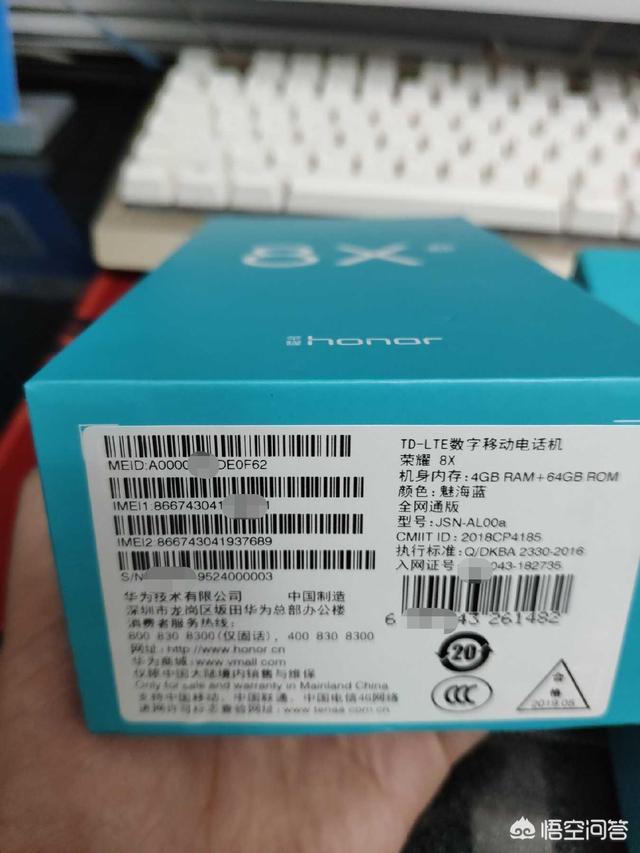 8X
荣耀 honor
MEID:A0000 DE0F62
IMEI1:866743041
IMEI2:866743041937689
S/N 9524000003
华为技术有限公司 中国制造
深圳市龙岗区坂田华为总部办公楼
消费者服务热线:
800 830 8300(仅固话), 400 830 8300
网址: http://www.honor.cn
华为商城: www.vmall.com
仅限中国大陆境内销售与维保
Only for sale and warranty in Mainland China
支持中国移动、中国联通、中国电信4G网络
进网许可标志查验网址: www.tenaa.com.cn
TD-LTE数字移动电话机
荣耀 8X
机身内存:4GB RAM+64GB ROM
颜色:魅海蓝
全网通版
型号:JSN-AL00a
CMIIT ID: 2018CP4185
执行标准:Q/DKBA 2330-2016
入网证号 043-182735
6 43 261482
20
CCC
合格
2019.05
悟空问答